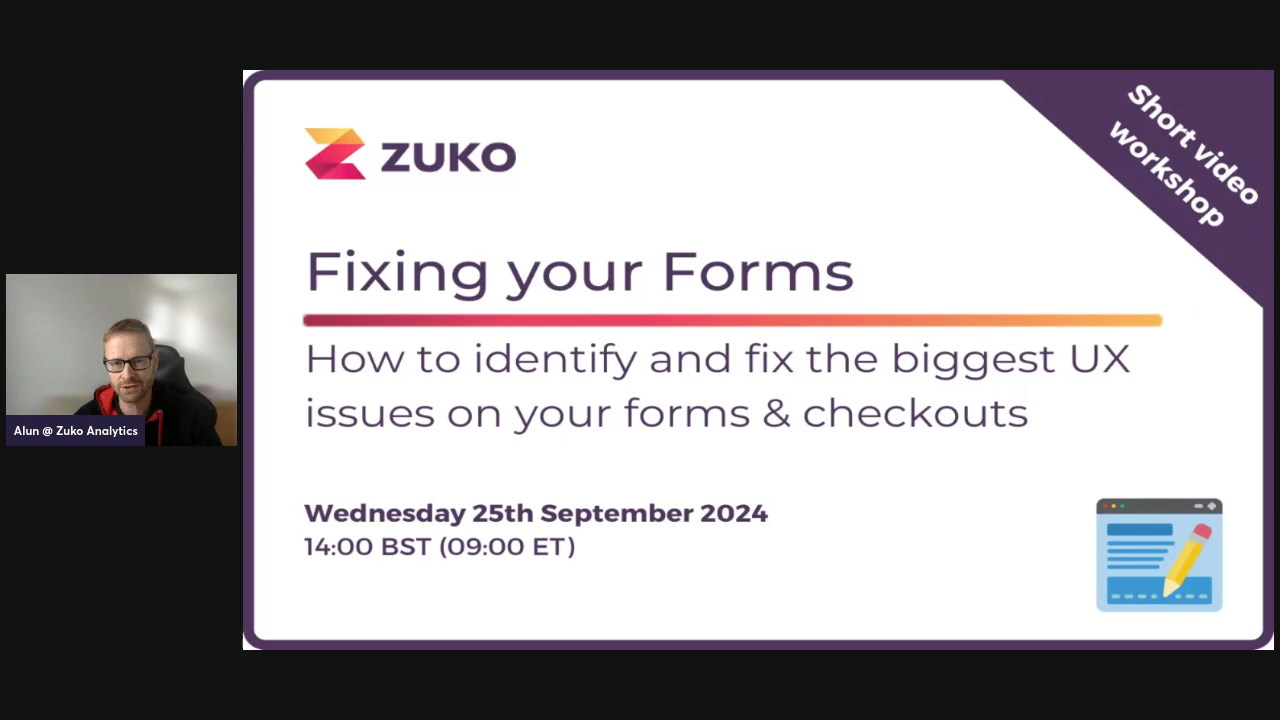 Short video
workshop
ZUKO
Fixing your Forms
How to identify and fix the biggest UX
issues on your forms & checkouts
Wednesday 25th September 2024
14:00 BST (09:00 ET)
Alun @ Zuko Analytics